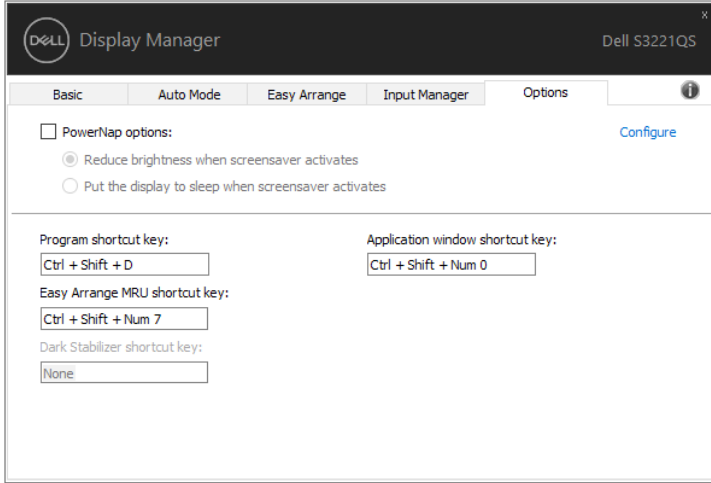 x
DELL Display Manager Dell S3221QS
Basic Auto Mode Easy Arrange Input Manager Options i
PowerNap options: Configure
Reduce brightness when screensaver activates
Put the display to sleep when screensaver activates
Program shortcut key: Application window shortcut key:
Ctrl + Shift + D Ctrl + Shift + Num 0
Easy Arrange MRU shortcut key:
Ctrl + Shift + Num 7
Dark Stabilizer shortcut key:
None